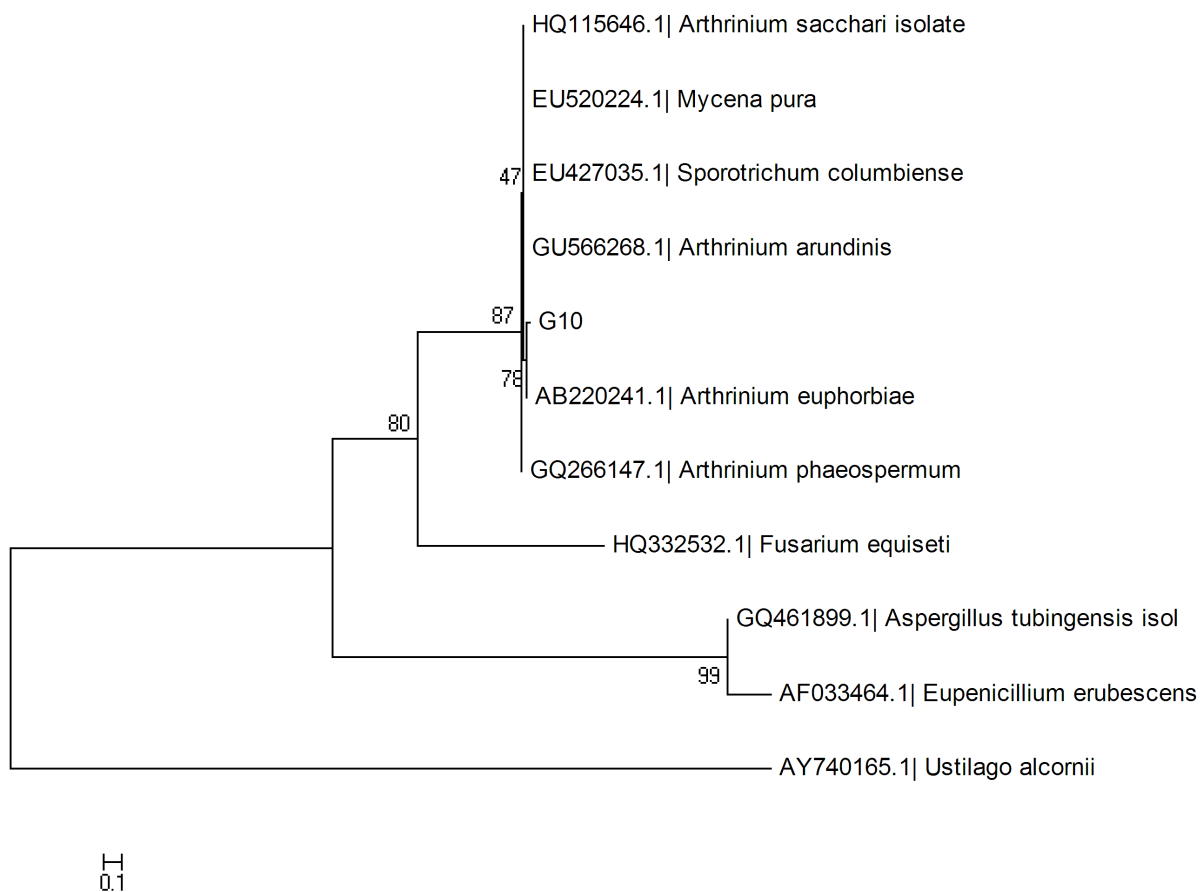 HQ115646.1| Arthrinium sacchari isolate
EU520224.1| Mycena pura
47
EU427035.1| Sporotrichum columbiense
GU566268.1| Arthrinium arundinis
87
G10
78
AB220241.1| Arthrinium euphorbiae
80
GQ266147.1| Arthrinium phaeospermum
HQ332532.1| Fusarium equiseti
GQ461899.1| Aspergillus tubingensis isol
99
AF033464.1| Eupenicillium erubescens
AY740165.1| Ustilago alcornii
0.1